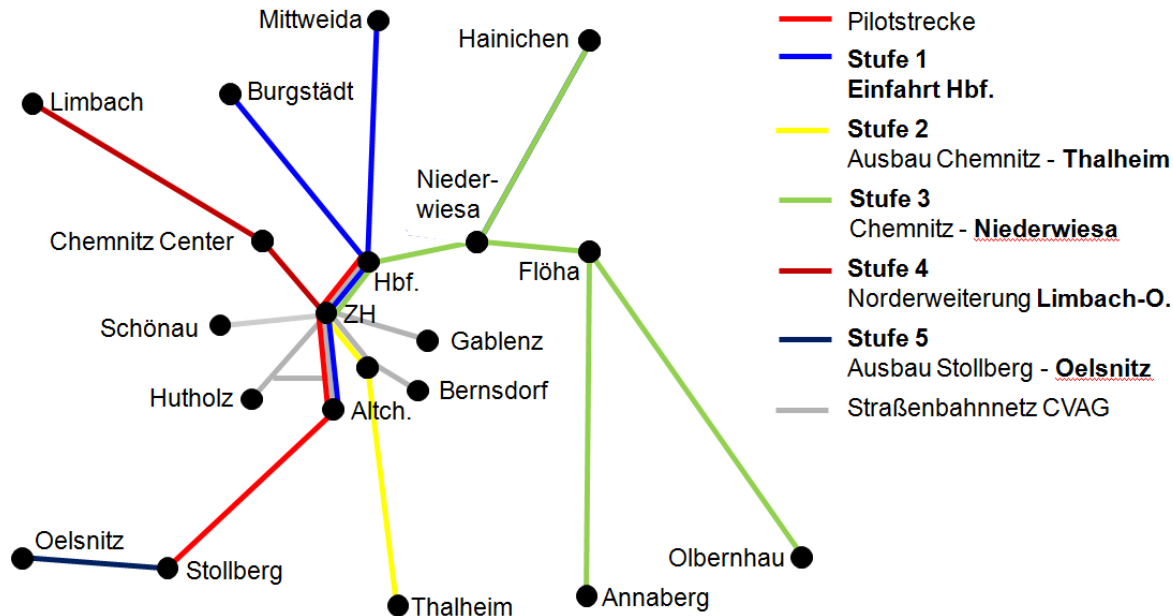 Mittweida
Hainichen
Burgstädt
Limbach
Nieder-
wiesa
Chemnitz Center
Hbf.
Flöha
ZH
Schönau
Gablenz
Hutholz
Bernsdorf
Altch.
Oelsnitz
Stollberg
Olbernhau
Thalheim
Annaberg
Pilotstrecke
Stufe 1
Einfahrt Hbf.
Stufe 2
Ausbau Chemnitz - Thalheim
Stufe 3
Chemnitz - Niederwiesa
Stufe 4
Norderweiterung Limbach-O.
Stufe 5
Ausbau Stollberg - Oelsnitz
Straßenbahnnetz CVAG